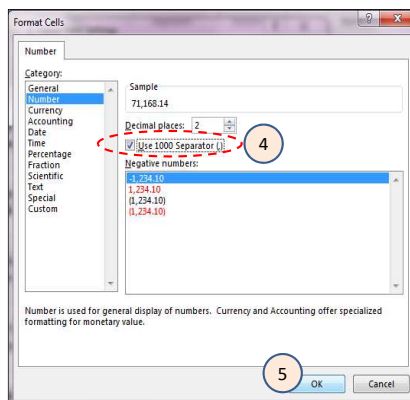 Format Cells
Number
Category:
General
Number
Currency
Accounting
Date
Time
Percentage
Fraction
Scientific
Text
Special
Custom
Sample
71,168.14
Decimal places: 2
Use 1000 Separator (,)
4
Negative numbers:
-1,234.10
1,234.10
(1,234.10)
(1,234.10)
Number is used for general display of numbers. Currency and Accounting offer specialized
formatting for monetary value.
5
OK
Cancel